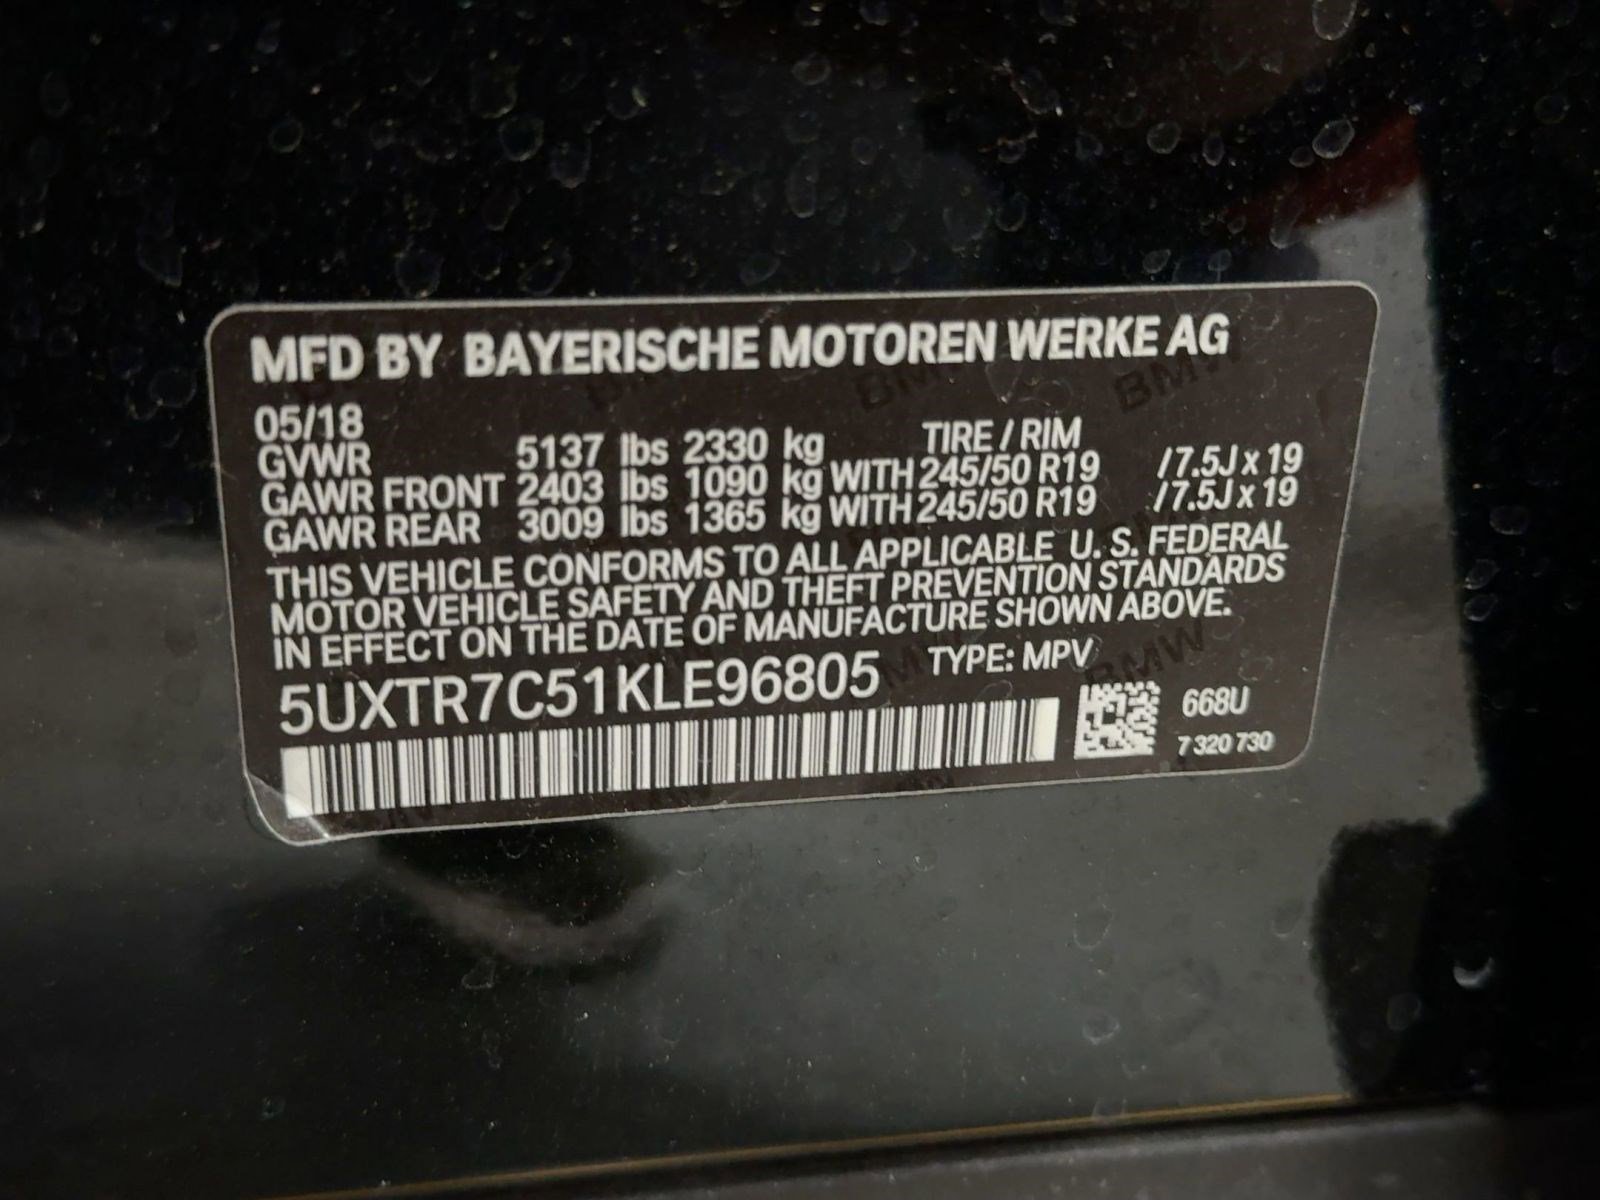 MFD BY BAYERISCHE MOTOREN WERKE AG
05/18
TIRE / RIM
GVWR 5137 lbs 2330 kg
GAWR FRONT 2403 lbs 1090 kg WITH 245/50 R19 /7.5J x 19
GAWR REAR 3009 lbs 1365 kg WITH 245/50 R19 /7.5J x 19
THIS VEHICLE CONFORMS TO ALL APPLICABLE U. S. FEDERAL
MOTOR VEHICLE SAFETY AND THEFT PREVENTION STANDARDS
IN EFFECT ON THE DATE OF MANUFACTURE SHOWN ABOVE.
5UXTR7C51KLE96805 TYPE: MPV
668U
7 320 730